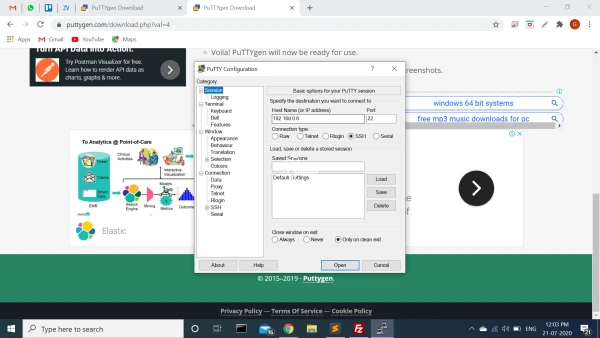 PuTTYgen Download
PuTTYgen Download
puttygen.com/download.php?val=4
Apps
Gmail
YouTube
Maps
Turn API Data into Action.
Try Postman Visualizer for free.
Learn how to render API data as
charts, graphs & more.
Voila! PuTTYgen will now be ready for use.
reenshots.
windows 64 bit systems
free mp3 music downloads for pc
To Analytics @ Point-of-Care
Clinical
Activities
Interactive
Visualization
Models
EMR
Search
Engine
Mining
Metrics
Outcome
Elastic
PuTTY Configuration
Category:
Session
Logging
Terminal
Keyboard
Bell
Features
Window
Appearance
Behaviour
Translation
Selection
Colours
Connection
Data
Proxy
Telnet
Rlogin
SSH
Serial
Basic options for your PuTTY session
Specify the destination you want to connect to
Host Name (or IP address)
Port
192.168.0.6
22
Connection type:
Raw
Telnet
Rlogin
SSH
Serial
Load, save or delete a stored session
Default Settings
Load
Save
Delete
Close window on exit:
Always
Never
Only on clean exit
About
Help
Open
Cancel
© 2015–2019 · Puttygen.
Privacy Policy — Terms Of Service — Cookie Policy
Type here to search
ENG
12:03 PM
21-07-2020